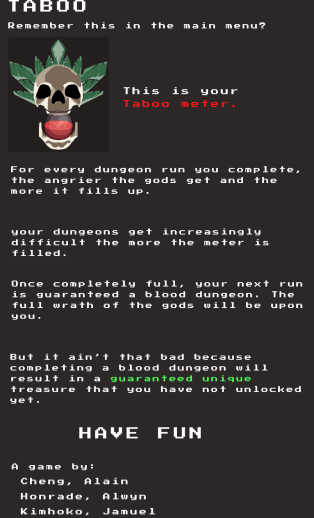 TABOO
Remember this in the main menu?
This is your
Taboo meter.
For every dungeon run you complete,
the angrier the gods get and the
more it fills up.
your dungeons get increasingly
difficult the more the meter is
filled.
Once completely full, your next run
is guaranteed a blood dungeon. The
full wrath of the gods will be upon
you.
But it ain't that bad because
completing a blood dungeon will
result in a guaranteed unique
treasure that you have not unlocked
yet.
HAVE FUN
A game by:
Cheng, Alain
Honrade, Alwyn
Kimhoko, Jamuel